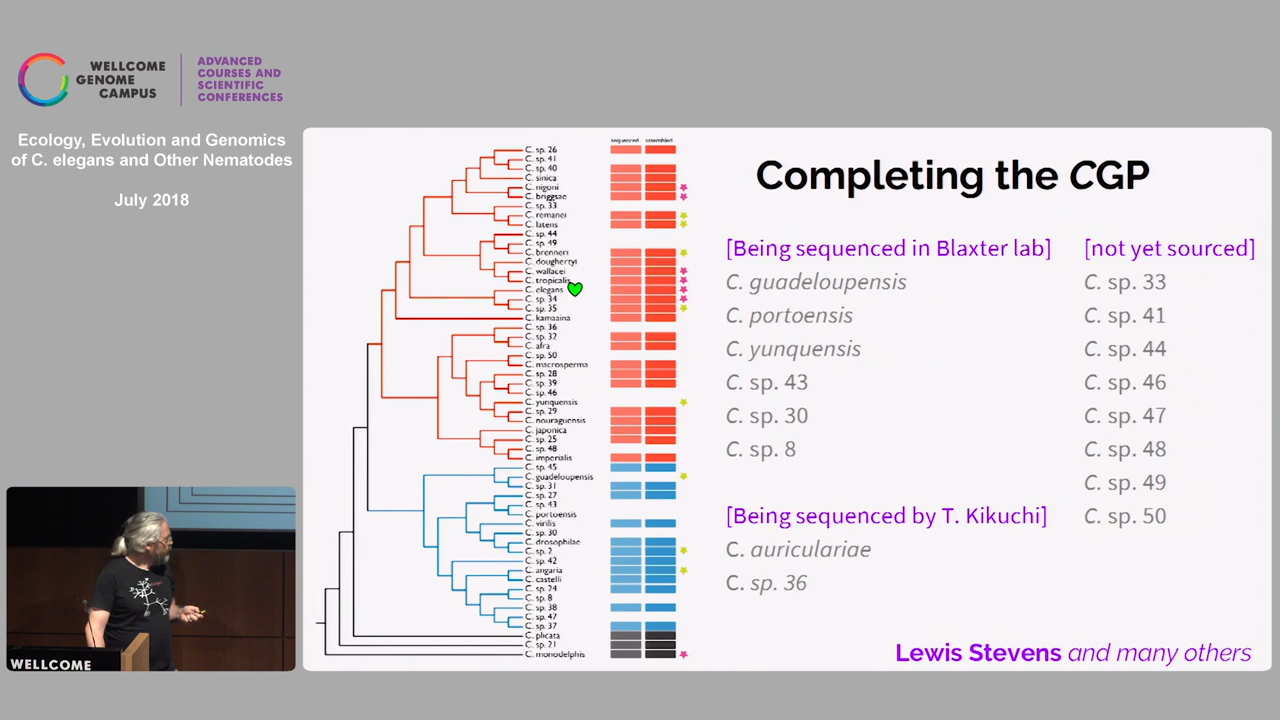 WELLCOME
GENOME
CAMPUS
ADVANCED
COURSES AND
SCIENTIFIC
CONFERENCES
Ecology, Evolution and Genomics
of C. elegans and Other Nematodes
July 2018
sequenced assembled
C. sp. 26
C. sp. 41
C. sp. 40
C. sinica
C. nigoni
C. briggsae
C. sp. 33
C. remanei
C. latens
C. sp. 44
C. sp. 49
C. brenneri
C. doughertyi
C. wallacei
C. tropicalis
C. elegans
C. sp. 34
C. sp. 35
C. kamaaina
C. sp. 36
C. sp. 32
C. afra
C. sp. 50
C. macrosperma
C. sp. 28
C. sp. 39
C. sp. 46
C. yunquensis
C. sp. 29
C. nouraguensis
C. japonica
C. sp. 25
C. sp. 48
C. imperialis
C. sp. 45
C. guadeloupensis
C. sp. 31
C. sp. 27
C. sp. 43
C. portoensis
C. virilis
C. sp. 30
C. drosophilae
C. sp. 2
C. sp. 42
C. angaria
C. castelli
C. sp. 24
C. sp. 8
C. sp. 38
C. sp. 47
C. sp. 37
C. plicata
C. sp. 21
C. monodelphis
Completing the CGP
[Being sequenced in Blaxter lab]
C. guadeloupensis
C. portoensis
C. yunquensis
C. sp. 43
C. sp. 30
C. sp. 8
[Being sequenced by T. Kikuchi]
C. auriculariae
C. sp. 36
[not yet sourced]
C. sp. 33
C. sp. 41
C. sp. 44
C. sp. 46
C. sp. 47
C. sp. 48
C. sp. 49
C. sp. 50
Lewis Stevens and many others
WELLCOME